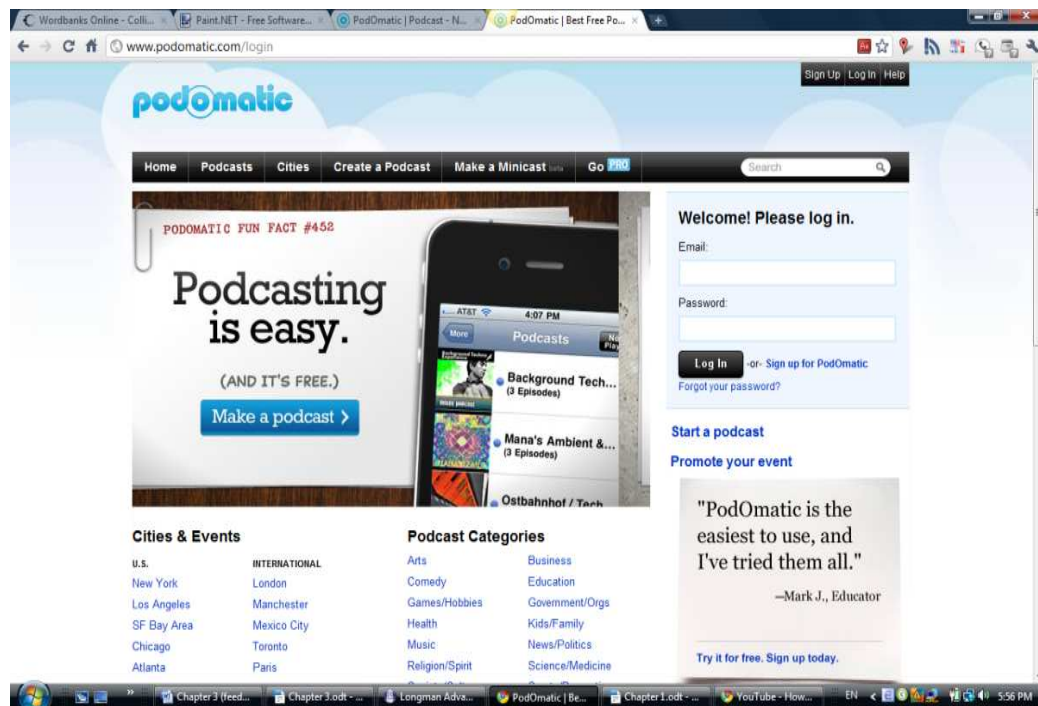 Wordbanks Online - Colli...
Paint.NET - Free Software...
PodOmatic | Podcast - N...
PodOmatic | Best Free Po...
www.podomatic.com/login
Sign Up Log In Help
podomatic
Home Podcasts Cities Create a Podcast Make a Minicast beta Go PRO
Search
PODOMATIC FUN FACT #452
Podcasting
is easy.
(AND IT'S FREE.)
Make a podcast >
AT&T 4:07 PM
More Podcasts
Background Tech...
(3 Episodes)
Mana's Ambient &...
(3 Episodes)
Ostbahnhof / Tech
Welcome! Please log in.
Email:
Password:
Log In -or- Sign up for PodOmatic
Forgot your password?
Start a podcast
Promote your event
"PodOmatic is the
easiest to use, and
I've tried them all."
—Mark J., Educator
Try it for free. Sign up today.
Cities & Events
U.S.
New York
Los Angeles
SF Bay Area
Chicago
Atlanta
INTERNATIONAL
London
Manchester
Mexico City
Toronto
Paris
Podcast Categories
Arts
Comedy
Games/Hobbies
Health
Music
Religion/Spirit
Business
Education
Government/Orgs
Kids/Family
News/Politics
Science/Medicine
Chapter 3 (feed...
Chapter 3.odt - ...
Longman Adva...
PodOmatic | Be...
Chapter 1.odt - ...
YouTube - How...
EN
5:56 PM